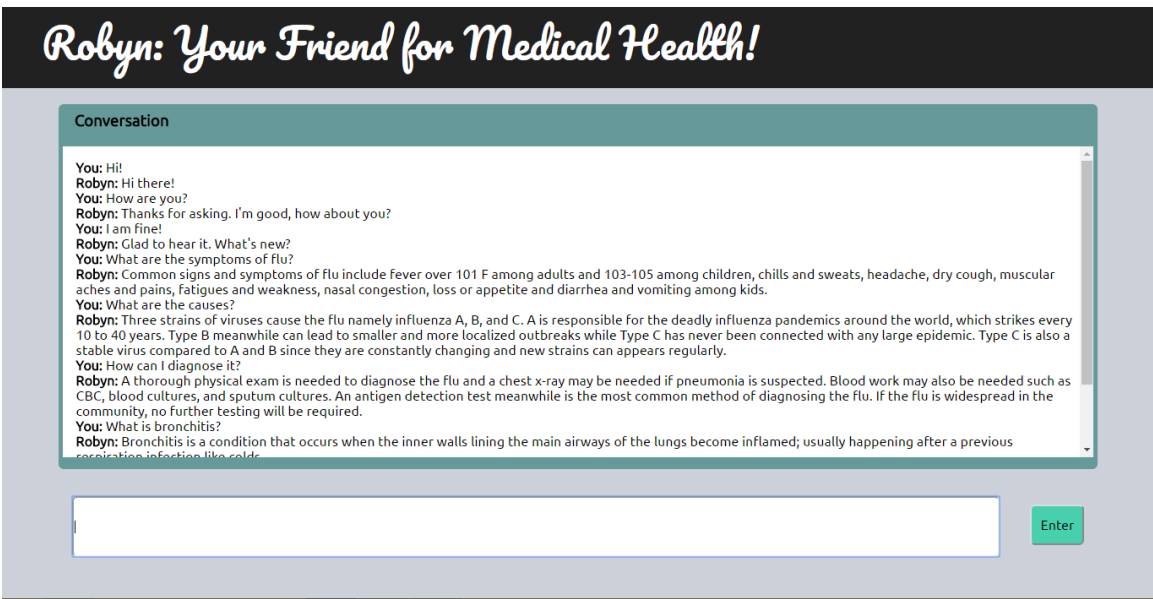 Robyn: Your Friend for Medical Health!
Conversation
You: Hi!
Robyn: Hi there!
You: How are you?
Robyn: Thanks for asking. I'm good, how about you?
You: I am fine!
Robyn: Glad to hear it. What's new?
You: What are the symptoms of flu?
Robyn: Common signs and symptoms of flu include fever over 101 F among adults and 103-105 among children, chills and sweats, headache, dry cough, muscular
aches and pains, fatigues and weakness, nasal congestion, loss or appetite and diarrhea and vomiting among kids.
You: What are the causes?
Robyn: Three strains of viruses cause the flu namely influenza A, B, and C. A is responsible for the deadly influenza pandemics around the world, which strikes every
10 to 40 years. Type B meanwhile can lead to smaller and more localized outbreaks while Type C has never been connected with any large epidemic. Type C is also a
stable virus compared to A and B since they are constantly changing and new strains can appears regularly.
You: How can I diagnose it?
Robyn: A thorough physical exam is needed to diagnose the flu and a chest x-ray may be needed if pneumonia is suspected. Blood work may also be needed such as
CBC, blood cultures, and sputum cultures. An antigen detection test meanwhile is the most common method of diagnosing the flu. If the flu is widespread in the
community, no further testing will be required.
You: What is bronchitis?
Robyn: Bronchitis is a condition that occurs when the inner walls lining the main airways of the lungs become inflamed; usually happening after a previous
respiration infection like colds
Enter